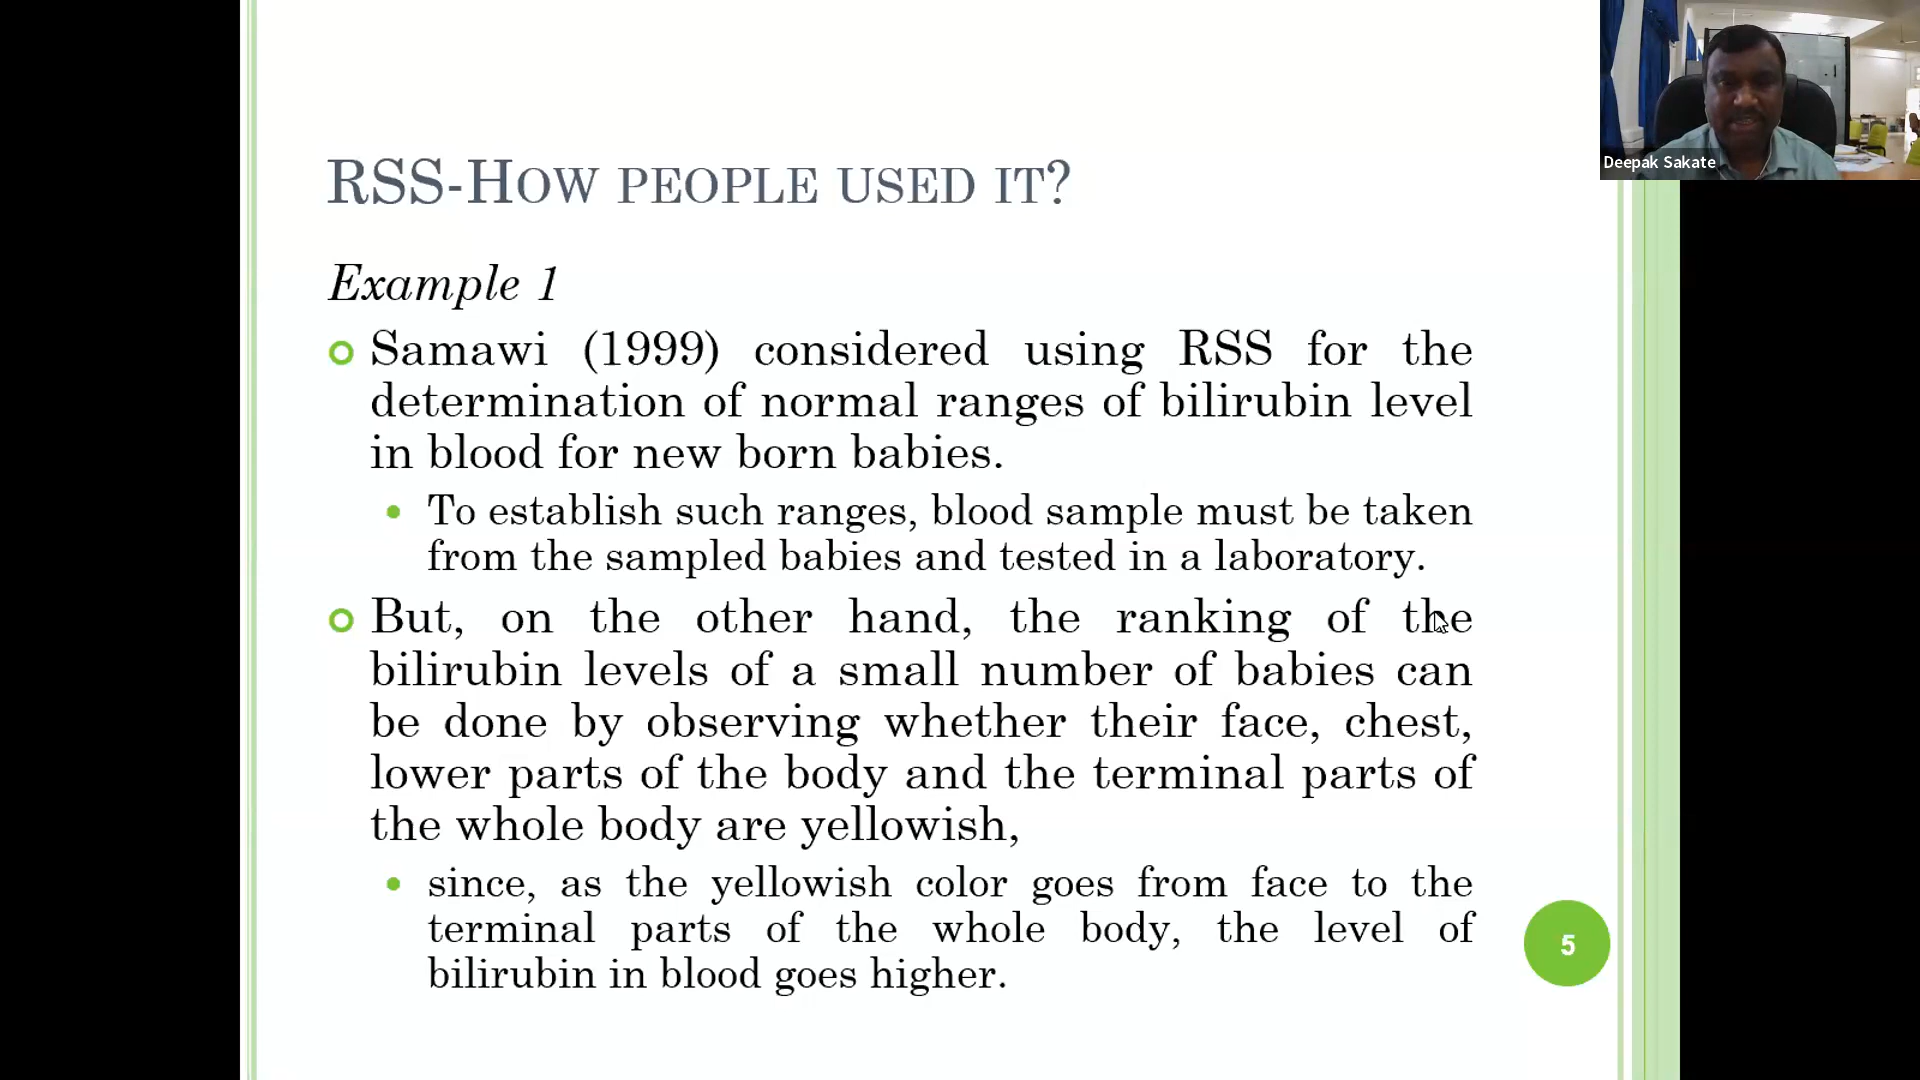 Deepak Sakate
RSS-HOW PEOPLE USED IT?
Example 1
Samawi (1999) considered using RSS for the
determination of normal ranges of bilirubin level
in blood for new born babies.
To establish such ranges, blood sample must be taken
from the sampled babies and tested in a laboratory.
But, on the other hand, the ranking of the
bilirubin levels of a small number of babies can
be done by observing whether their face, chest,
lower parts of the body and the terminal parts of
the whole body are yellowish,
since, as the yellowish color goes from face to the
terminal parts of the whole body, the level of
bilirubin in blood goes higher.
5